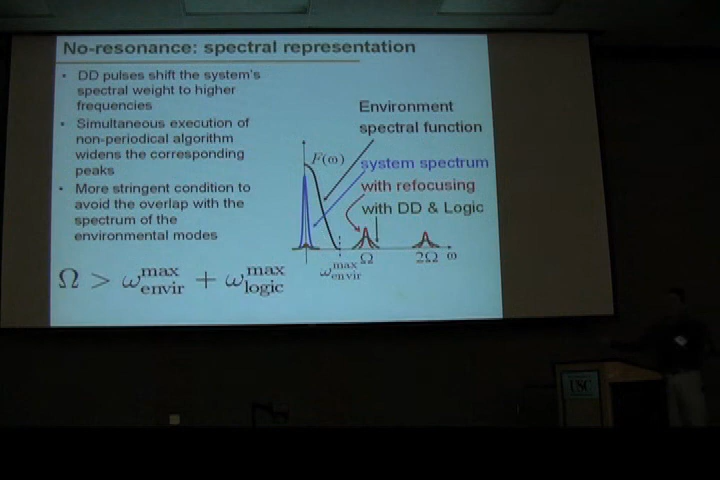 No-resonance: spectral representation
• DD pulses shift the system's
spectral weight to higher
frequencies
• Simultaneous execution of
non-periodical algorithm
widens the corresponding
peaks
• More stringent condition to
avoid the overlap with the
spectrum of the
environmental modes
Ω > ω_envir^max + ω_logic^max
Environment
spectral function
F(ω)
system spectrum
with refocusing
with DD & Logic
ω_envir^max
Ω
2Ω
ω
USC